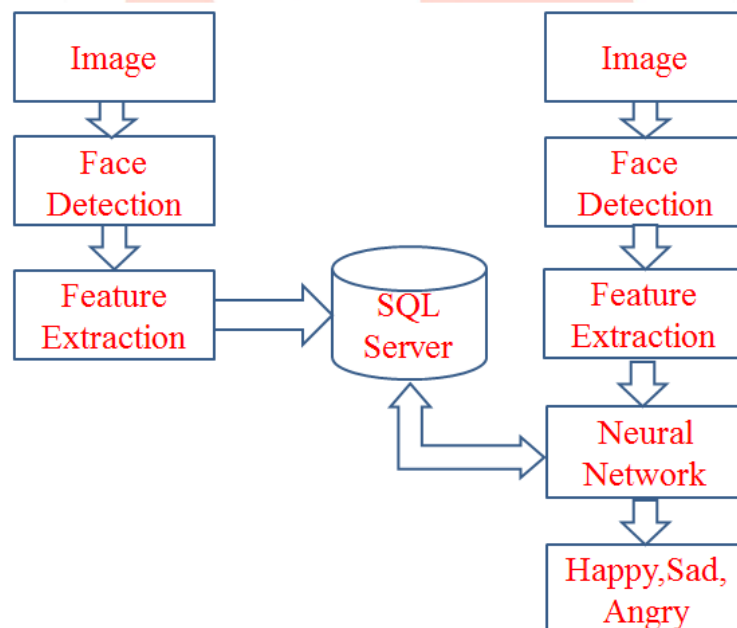 Image
Face
Detection
Feature
Extraction
SQL
Server
Image
Face
Detection
Feature
Extraction
Neural
Network
Happy,Sad,
Angry